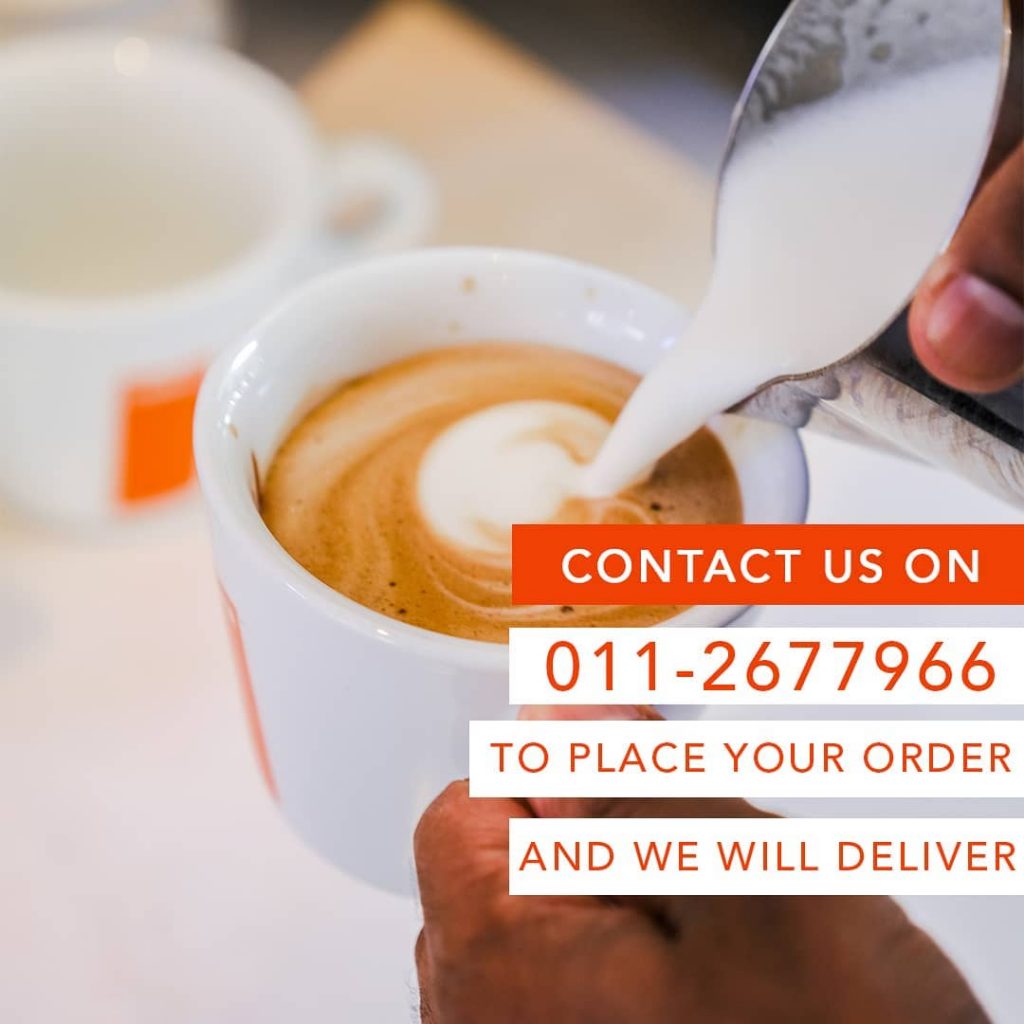 CONTACT US ON
011-2677966
TO PLACE YOUR ORDER
AND WE WILL DELIVER